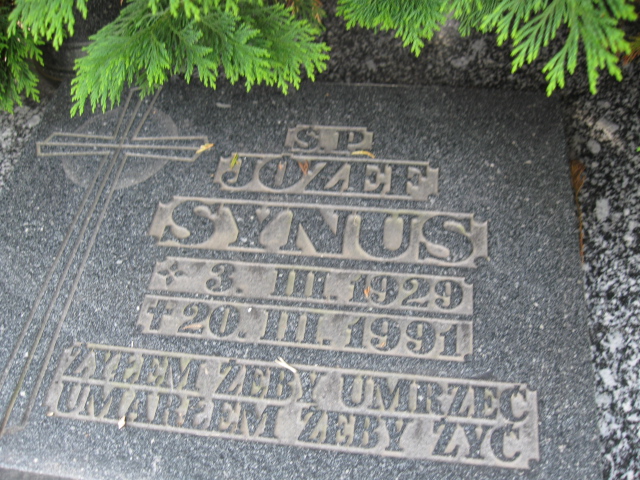 Ś P
JÓZEF
SYNUS
* 3. III. 1929
† 20. III. 1991
ŻYŁEM ŻEBY UMRZEĆ
UMARŁEM ŻEBY ŻYĆ